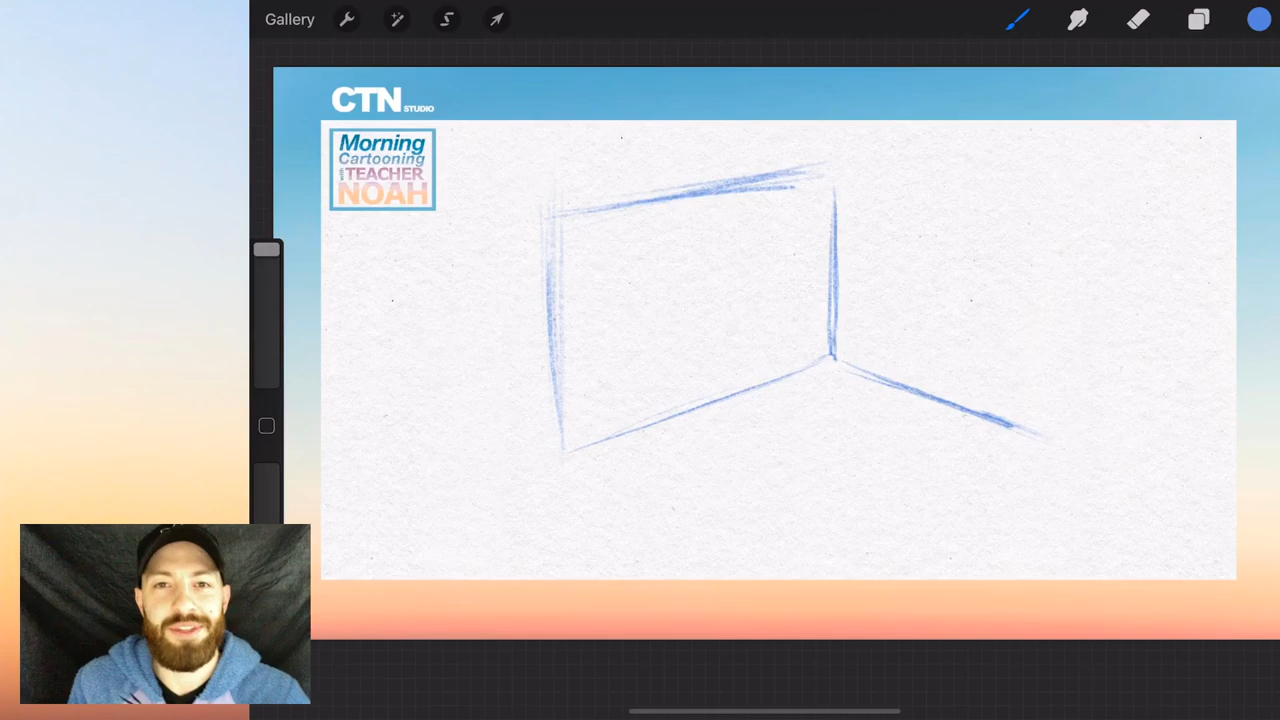 Gallery
CTN STUDIO
Morning
Cartooning
with TEACHER
NOAH